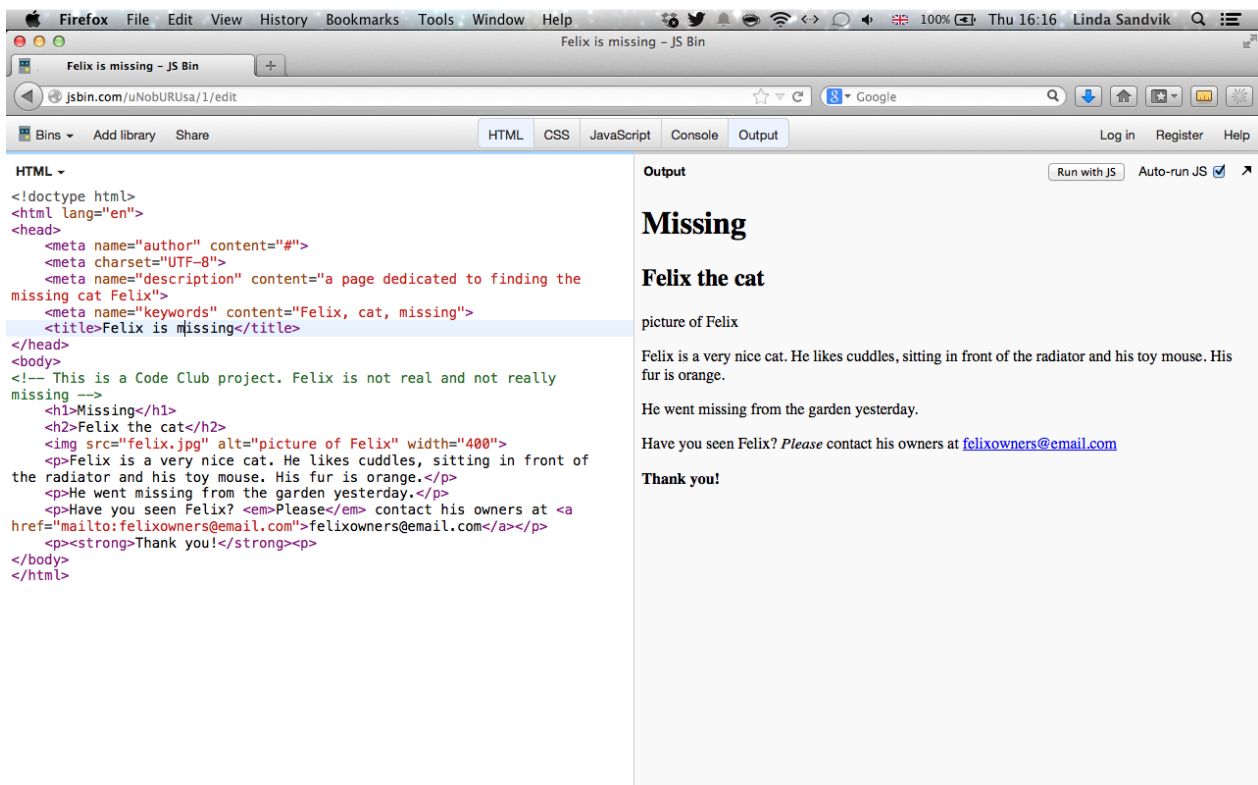 Firefox File Edit View History Bookmarks Tools Window Help 100% Thu 16:16 Linda Sandvik
Felix is missing – JS Bin
Felix is missing – JS Bin
jsbin.com/uNobURUsa/1/edit Google
Bins Add library Share HTML CSS JavaScript Console Output Log in Register Help
HTML
<!doctype html>
<html lang="en">
<head>
<meta name="author" content="#">
<meta charset="UTF-8">
<meta name="description" content="a page dedicated to finding the
missing cat Felix">
<meta name="keywords" content="Felix, cat, missing">
<title>Felix is missing</title>
</head>
<body>
<!-- This is a Code Club project. Felix is not real and not really
missing -->
<h1>Missing</h1>
<h2>Felix the cat</h2>
<img src="felix.jpg" alt="picture of Felix" width="400">
<p>Felix is a very nice cat. He likes cuddles, sitting in front of
the radiator and his toy mouse. His fur is orange.</p>
<p>He went missing from the garden yesterday.</p>
<p>Have you seen Felix? <em>Please</em> contact his owners at <a
href="mailto:felixowners@email.com">felixowners@email.com</a></p>
<p><strong>Thank you!</strong><p>
</body>
</html>
Output Run with JS Auto-run JS
Missing
Felix the cat
picture of Felix
Felix is a very nice cat. He likes cuddles, sitting in front of the radiator and his toy mouse. His
fur is orange.
He went missing from the garden yesterday.
Have you seen Felix? Please contact his owners at felixowners@email.com
Thank you!